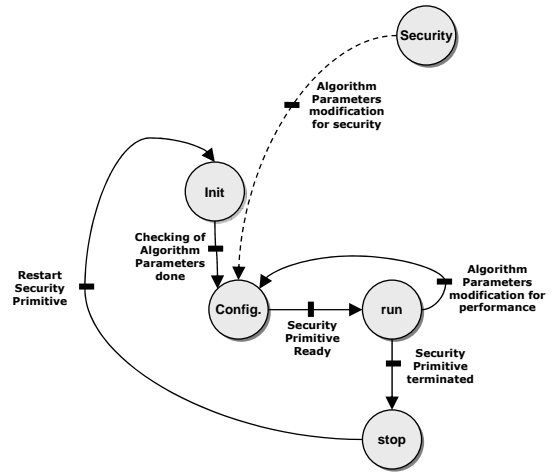 Security
Algorithm
Parameters
modification
for security
Init
Checking of
Algorithm
Parameters
done
Restart
Security
Primitive
Config.
Security
Primitive
Ready
run
Algorithm
Parameters
modification for
performance
Security
Primitive
terminated
stop